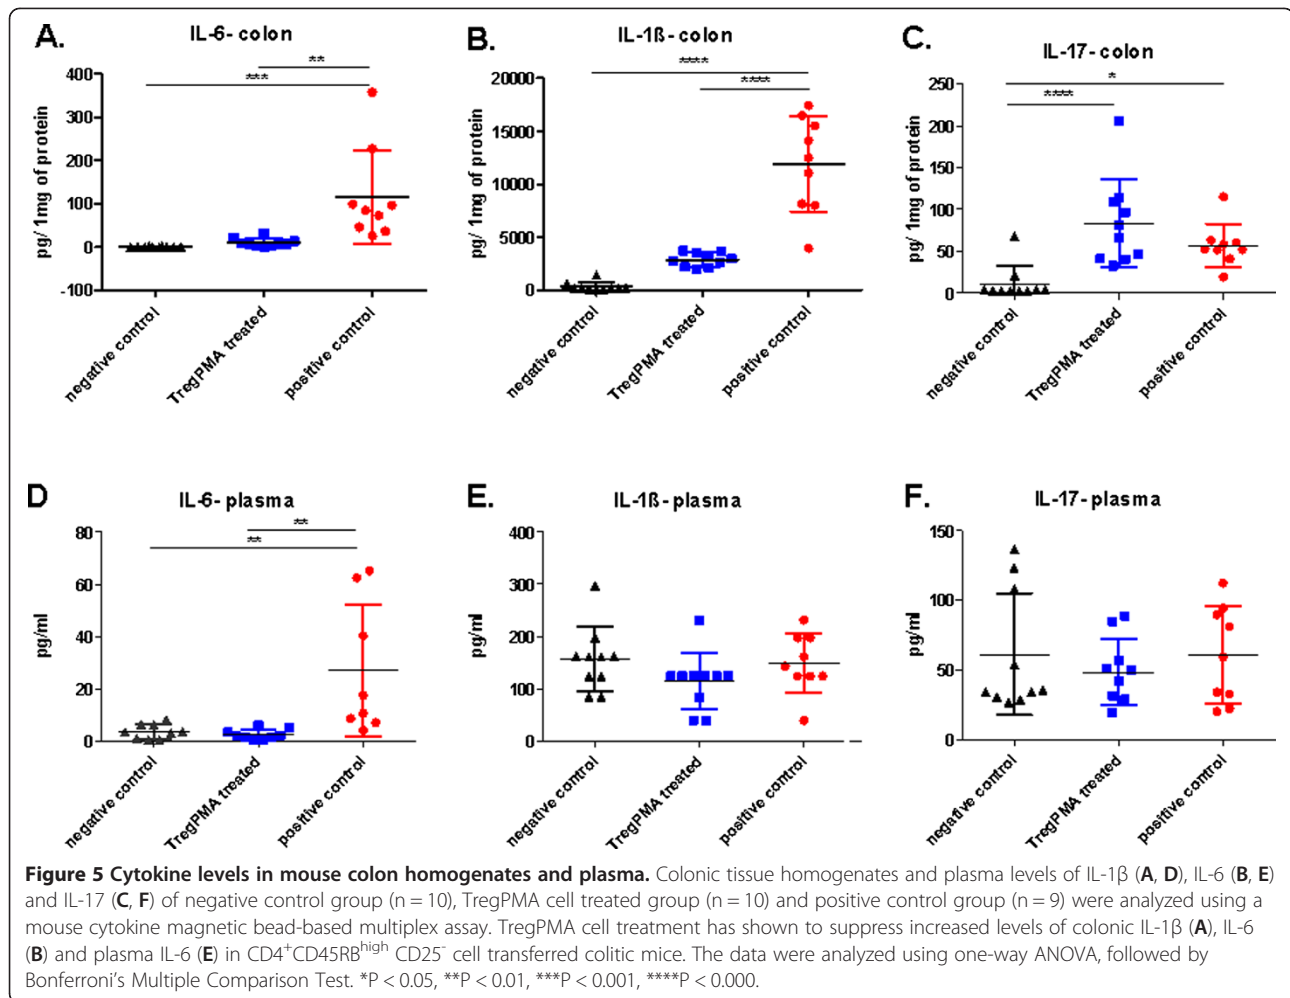 A.
IL-6- colon
**
***
400
300
200
100
0
-100
pg/ 1mg of protein
negative control
TregPMA treated
positive control
B.
IL-1ß- colon
****
****
20000
15000
10000
5000
0
pg/ 1mg of protein
negative control
TregPMA treated
positive control
C.
IL-17- colon
*
****
250
200
150
100
50
0
pg/ 1mg of protein
negative control
TregPMA treated
positive control
D
IL-6- plasma
**
**
80
60
40
20
0
pg/ml
negative control
TregPMA treated
positive control
E.
IL-1ß- plasma
400
300
200
100
0
pg/ml
negative control
TregPMA treated
positive control
F.
IL-17- plasma
150
100
50
0
pg/ml
negative control
TregPMA treated
positive control
Figure 5 Cytokine levels in mouse colon homogenates and plasma. Colonic tissue homogenates and plasma levels of IL-1β (A, D), IL-6 (B, E)
and IL-17 (C, F) of negative control group (n = 10), TregPMA cell treated group (n = 10) and positive control group (n = 9) were analyzed using a
mouse cytokine magnetic bead-based multiplex assay. TregPMA cell treatment has shown to suppress increased levels of colonic IL-1β (A), IL-6
(B) and plasma IL-6 (E) in CD4⁺CD45RBʰⁱᵍʰ CD25⁻ cell transferred colitic mice. The data were analyzed using one-way ANOVA, followed by
Bonferroni's Multiple Comparison Test. *P < 0.05, **P < 0.01, ***P < 0.001, ****P < 0.000.